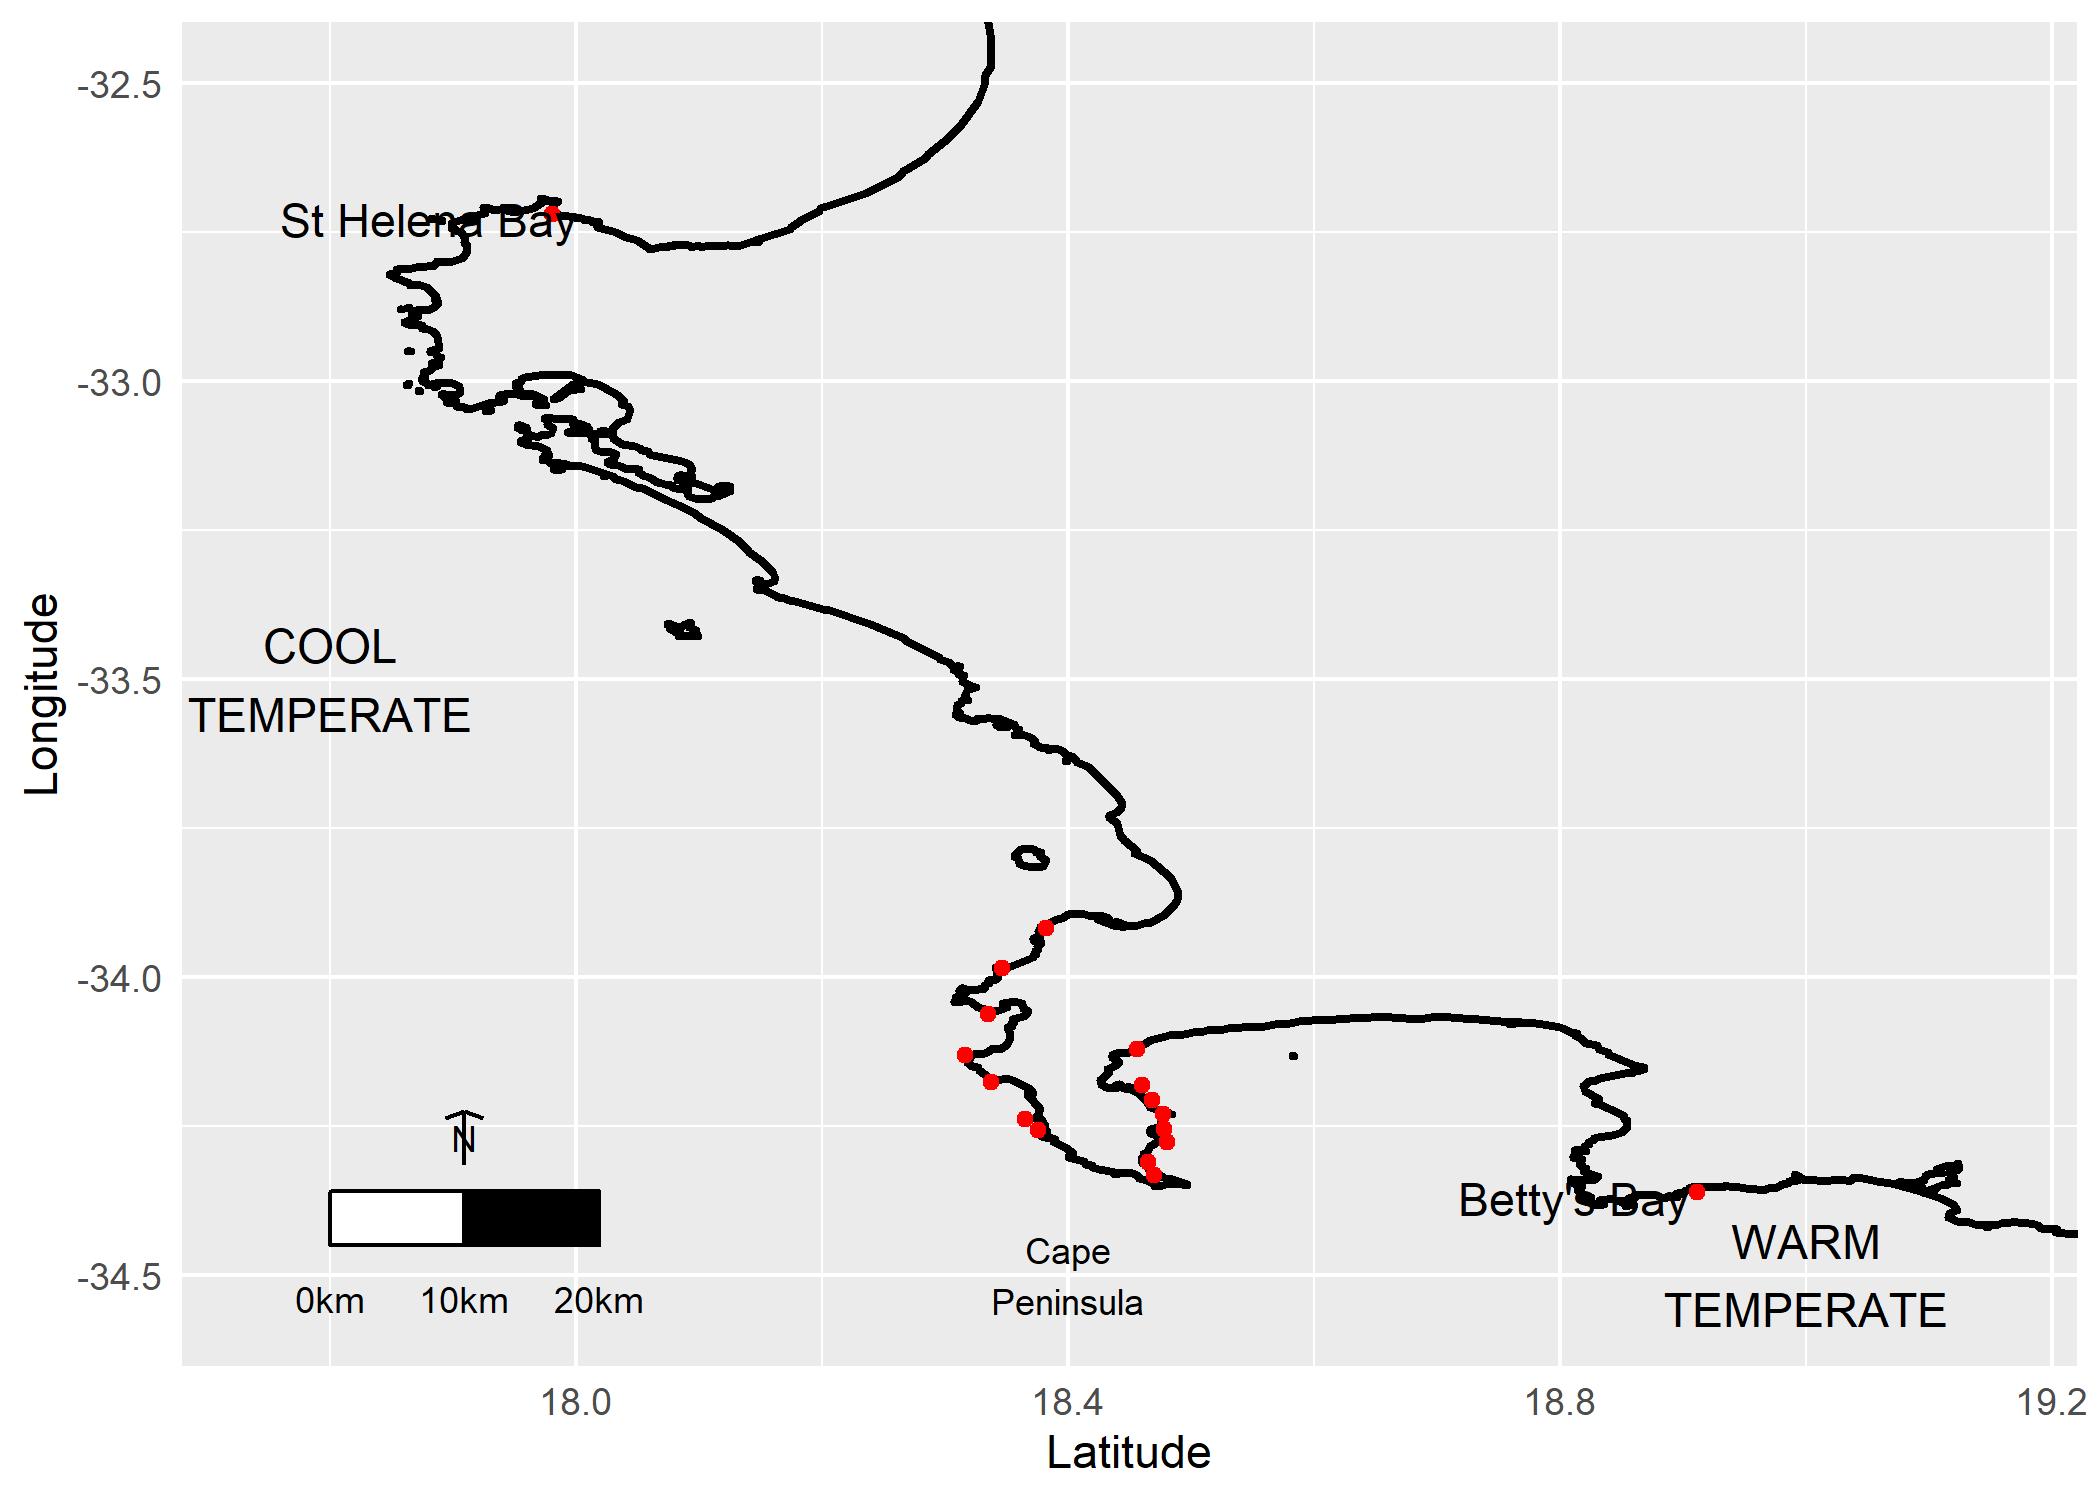 -32.5
St Helena Bay
-33.0
COOL
TEMPERATE
-33.5
Longitude
-34.0
N
Betty's Bay
WARM
TEMPERATE
Cape
Peninsula
-34.5
0km 10km 20km
18.0 18.4 18.8 19.2
Latitude